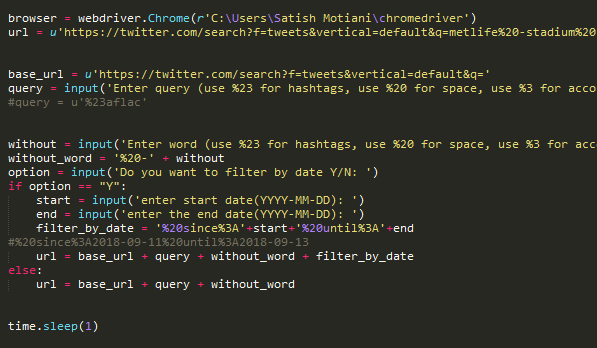 browser = webdriver.Chrome(r'C:\Users\Satish Motiani\chromedriver')
url = u'https://twitter.com/search?f=tweets&vertical=default&q=metlife%20-stadium%20
base_url = u'https://twitter.com/search?f=tweets&vertical=default&q='
query = input('Enter query (use %23 for hashtags, use %20 for space, use %3 for acco
#query = u'%23aflac'
without = input('Enter word (use %23 for hashtags, use %20 for space, use %3 for acc
without_word = '%20-' + without
option = input('Do you want to filter by date Y/N: ')
if option == "Y":
    start = input('enter start date(YYYY-MM-DD): ')
    end = input('enter the end date(YYYY-MM-DD): ')
    filter_by_date = '%20since%3A'+start+'%20until%3A'+end
#%20since%3A2018-09-11%20until%3A2018-09-13
    url = base_url + query + without_word + filter_by_date
else:
    url = base_url + query + without_word
time.sleep(1)